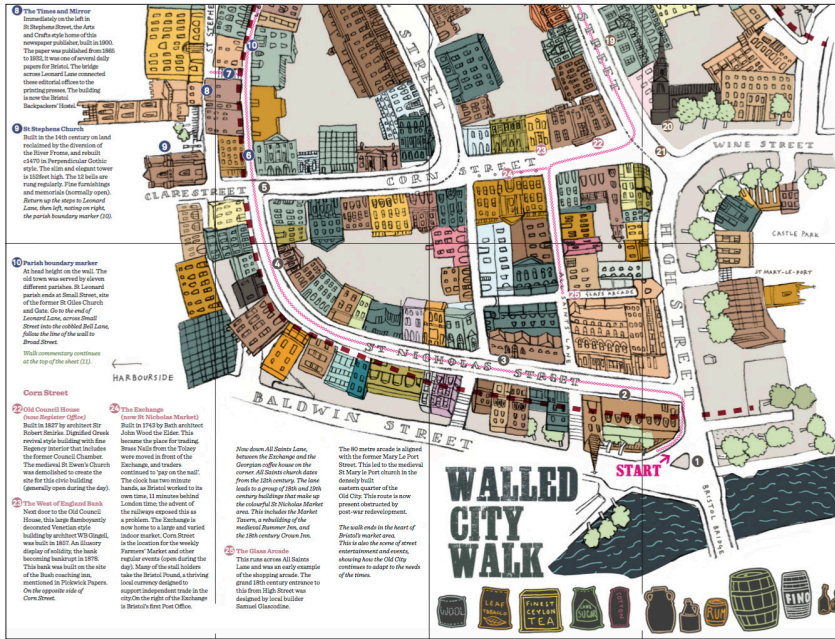 8 The Times and Mirror
Immediately on the left in
St Stephens Street, the Arts
and Crafts style home of this
newspaper publisher, built in 1900.
The paper was published from 1865
to 1932, it was one of several daily
papers for Bristol. The bridge
across Leonard Lane connected
these editorial offices to the
printing presses. The building
is now the Bristol
Backpackers' Hostel.
9 St Stephens Church
Built in the 14th century on land
reclaimed by the diversion of
the River Frome, and rebuilt
c1470 in Perpendicular Gothic
style. The slim and elegant tower
is 152feet high. The 12 bells are
rung regularly. Fine furnishings
and memorials (normally open).
Return up the steps to Leonard
Lane, then left, noting on right,
the parish boundary marker (10).
10 Parish boundary marker
At head height on the wall. The
old town was served by eleven
different parishes. St Leonard
parish ends at Small Street, site
of the former St Giles Church
and Gate. Go to the end of
Leonard Lane, across Small
Street into the cobbled Bell Lane,
follow the line of the wall to
Broad Street.
Walk commentary continues
at the top of the sheet (11).
Corn Street
22 Old Council House
(now Register Office)
Built in 1827 by architect Sir
Robert Smirke. Dignified Greek
revival style building with fine
Regency interior that includes
the former Council Chamber.
The medieval St Ewen's Church
was demolished to create the
site for this civic building
(generally open during the day).
23 The West of England Bank
Next door to the Old Council
House, this large flamboyantly
decorated Venetian style
building by architect WB Gingell,
was built in 1857. An illusory
display of solidity, the bank
becoming bankrupt in 1878.
This bank was built on the site
of the Bush coaching inn,
mentioned in Pickwick Papers.
On the opposite side of
Corn Street.
24 The Exchange
(now St Nicholas Market)
Built in 1743 by Bath architect
John Wood the Elder. This
became the place for trading.
Brass Nails from the Tolzey
were moved in front of the
Exchange, and traders
continued to 'pay on the nail'.
The clock has two minute
hands, as Bristol worked to its
own time, 11 minutes behind
London time; the advent of
the railways exposed this as
a problem. The Exchange is
now home to a large and varied
indoor market. Corn Street
is the location for the weekly
Farmers' Market and other
regular events (open during the
day). Many of the stall holders
take the Bristol Pound, a thriving
local currency designed to
support independent trade in the
city. On the right of the Exchange
is Bristol's first Post Office.
Now down All Saints Lane,
between the Exchange and the
Georgian coffee house on the
corner. All Saints church dates
from the 12th century. The lane
leads to a group of 18th and 19th
century buildings that make up
the colourful St Nicholas Market
area. This includes the Market
Tavern, a rebuilding of the
medieval Rummer Inn, and
the 18th century Crown Inn.
25 The Glass Arcade
This runs across All Saints
Lane and was an early example
of the shopping arcade. The
grand 19th century entrance to
this from High Street was
designed by local builder
Samuel Glascodine.
The 80 metre arcade is aligned
with the former Mary Le Port
Street. This led to the medieval
St Mary le Port church in the
densely built
eastern quarter of the
Old City. This route is now
present obstructed by
post-war redevelopment.
The walk ends in the heart of
Bristol's market area.
This is also the scene of street
entertainment and events,
showing how the Old City
continues to adapt to the needs
of the times.
ST STEPHE
STREET
STREET
10
7
8
6
9
19
20
21
22
23
24
CORN STREET
WINE STREET
CLARE STREET
5
HIGH STREET
CASTLE PARK
ST MARY-LE-PORT
4
25
GLASS ARCADE
ST NICHOLAS STREET
3
2
HARBOURSIDE
BALDWIN STREET
1
START
BRISTOL BRIDGE
WALLED
CITY
WALK
WOOL
LEAF
TOBACCO
FINEST
CEYLON
TEA
SUGAR
COTTON
RUM
FINO